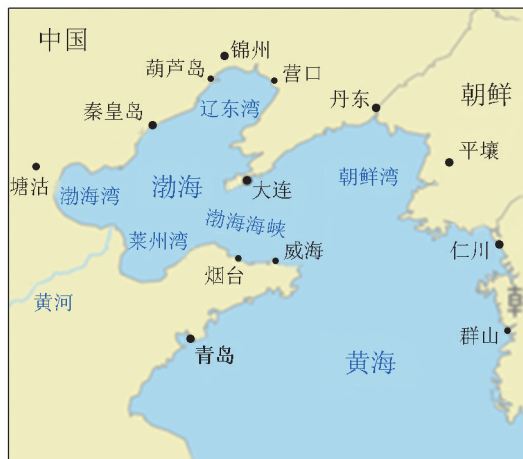 中国
锦州
葫芦岛
营口
辽东湾
丹东
朝鲜
秦皇岛
平壤
塘沽
渤海湾
渤海
大连
朝鲜湾
渤海海峡
莱州湾
威海
仁川
烟台
黄河
群山
青岛
黄海